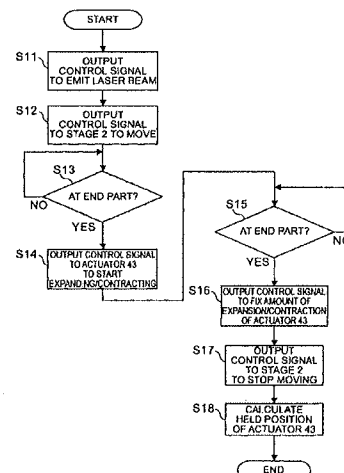 START
S11
OUTPUT
CONTROL SIGNAL
TO EMIT LASER BEAM
S12
OUTPUT
CONTROL SIGNAL
TO STAGE 2 TO MOVE
S13
AT END PART?
NO
YES
S14
OUTPUT CONTROL SIGNAL
TO ACTUATOR 43
TO START
EXPANDING/CONTRACTING
S15
AT END PART?
NO
YES
S16
OUTPUT CONTROL SIGNAL
TO FIX AMOUNT OF
EXPANSION/CONTRACTION
OF ACTUATOR 43
S17
OUTPUT
CONTROL SIGNAL
TO STAGE 2
TO STOP MOVING
S18
CALCULATE
HELD POSITION
OF ACTUATOR 43
END